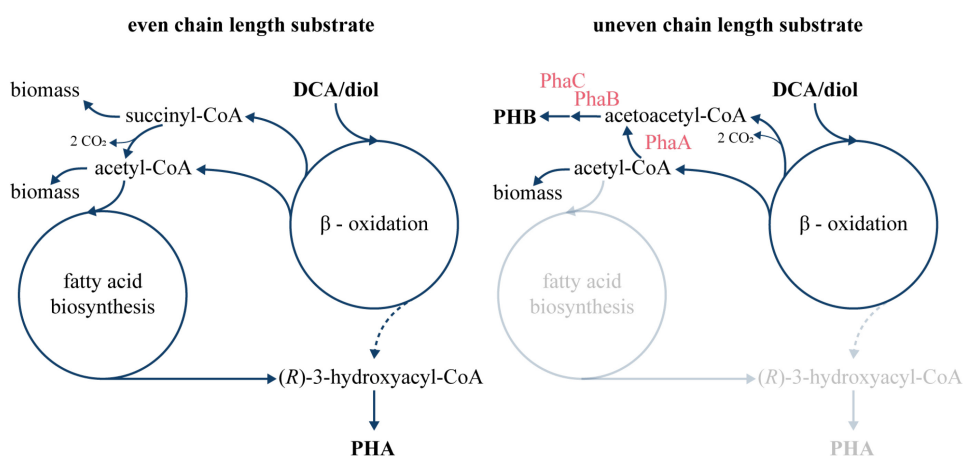 even chain length substrate
biomass
succinyl-CoA
2 CO₂
acetyl-CoA
biomass
DCA/diol
β - oxidation
fatty acid
biosynthesis
(R)-3-hydroxyacyl-CoA
PHA
uneven chain length substrate
PhaC
PhaB
PHB
acetoacetyl-CoA
PhaA
2 CO₂
acetyl-CoA
biomass
DCA/diol
β - oxidation
fatty acid
biosynthesis
(R)-3-hydroxyacyl-CoA
PHA